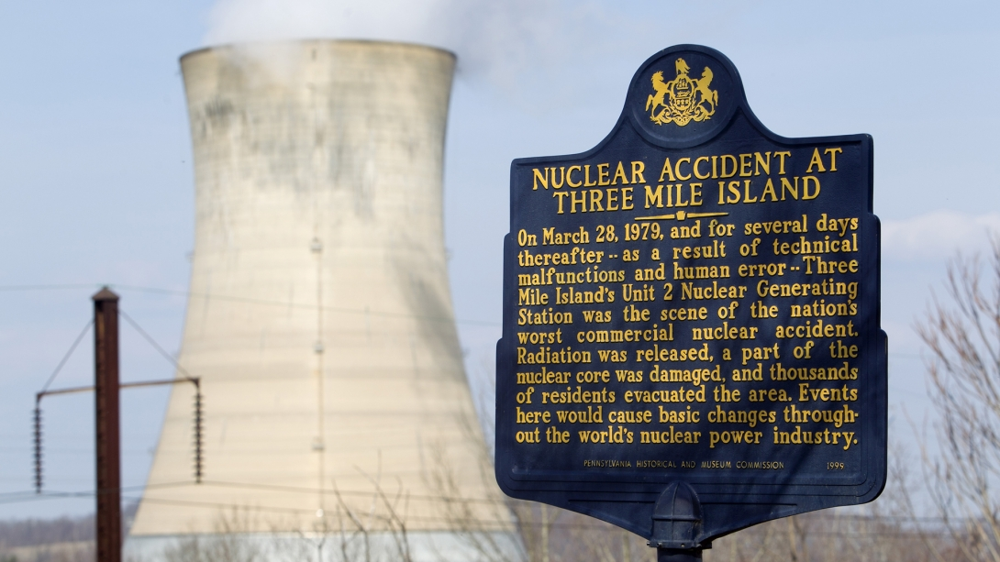 NUCLEAR ACCIDENT AT
THREE MILE ISLAND
On March 28, 1979, and for several days
thereafter--as a result of technical
malfunctions and human error--Three
Mile Island's Unit 2 Nuclear Generating
Station was the scene of the nation's
worst commercial nuclear accident.
Radiation was released, a part of the
nuclear core was damaged, and thousands
of residents evacuated the area. Events
here would cause basic changes through-
out the world's nuclear power industry.
PENNSYLVANIA HISTORICAL AND MUSEUM COMMISSION 1999